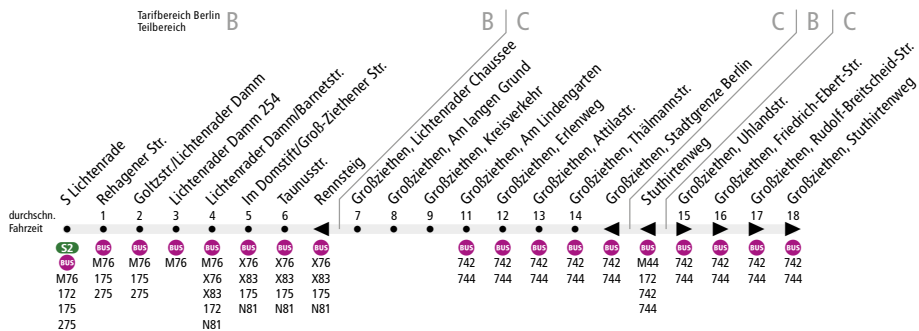 Tarifbereich Berlin
Teilbereich
B
B
C
C
B
C
S Lichtenrade
Rehagener Str.
Goltzstr./Lichtenrader Damm
Lichtenrader Damm 254
Lichtenrader Damm/Barnetstr.
Im Domstift/Groß-Ziethener Str.
Taunusstr.
Rennsteig
Großziethen, Lichtenrader Chaussee
Großziethen, Am langen Grund
Großziethen, Kreisverkehr
Großziethen, Am Lindengarten
Großziethen, Erlenweg
Großziethen, Attilastr.
Großziethen, Thälmannstr.
Großziethen, Stadtgrenze Berlin
Stuthirtenweg
Großziethen, Uhlandstr.
Großziethen, Friedrich-Ebert-Str.
Großziethen, Rudolf-Breitscheid-Str.
Großziethen, Stuthirtenweg
durchschn. 1 2 3 4 5 6 7 8 9 11 12 13 14 15 16 17 18
Fahrzeit
S2 BUS BUS BUS BUS BUS BUS BUS BUS BUS BUS BUS BUS BUS BUS BUS BUS BUS
BUS M76 M76 M76 M76 X76 X76 X76 742 742 742 742 742 M44 742 742 742 742
M76 175 175 X76 X83 X83 X83 744 744 744 744 744 172 744 744 744 744
172 275 275 X83 175 175 175 742
175 172 N81 N81 N81 744
275 N81